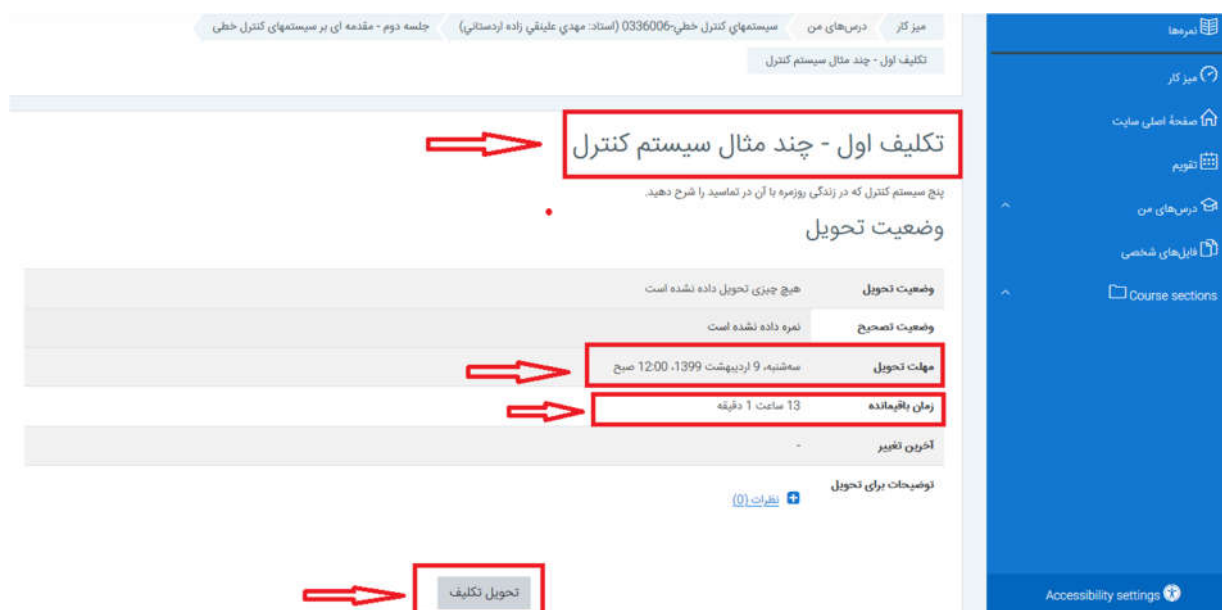 میز کار
درس‌های من
سیستمهای کنترل خطی-0336006 (استاد: مهدي علینقي زاده اردستاني)
جلسه دوم - مقدمه ای بر سیستمهای کنترل خطی
تکلیف اول - چند مثال سیستم کنترل
تکلیف اول - چند مثال سیستم کنترل
پنج سیستم کنترل که در زندگی روزمره با آن در تماسید را شرح دهید.
وضعیت تحویل
وضعیت تحویل هیچ چیزی تحویل داده نشده است
وضعیت تصحیح نمره داده نشده است
مهلت تحویل سه‌شنبه، 9 اردیبهشت 1399، 12:00 صبح
زمان باقیمانده 13 ساعت 1 دقیقه
آخرین تغییر -
توضیحات برای تحویل
نظرات (0)
تحویل تکلیف
نمره‌ها
میز کار
صفحهٔ اصلی سایت
تقویم
درس‌های من
فایل‌های شخصی
Course sections
Accessibility settings